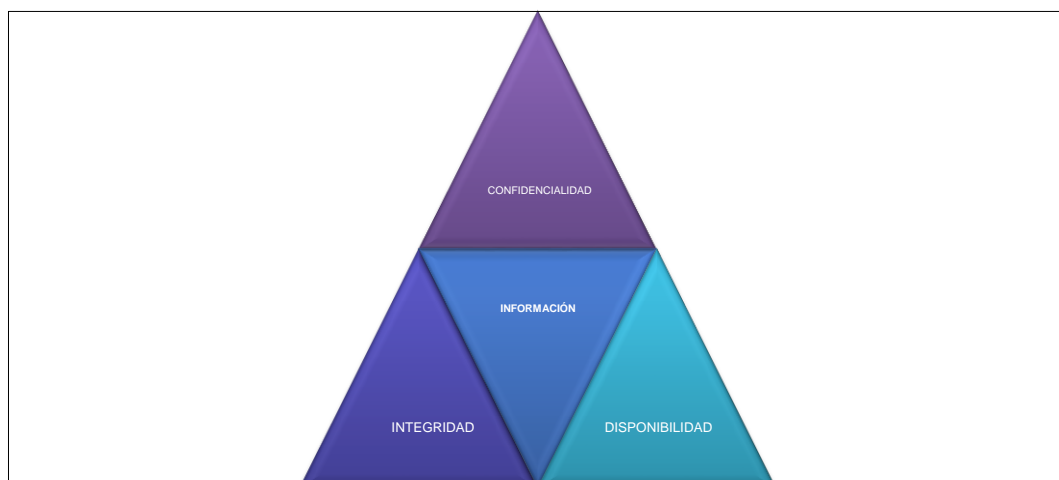 CONFIDENCIALIDAD
INFORMACIÓN
INTEGRIDAD
DISPONIBILIDAD